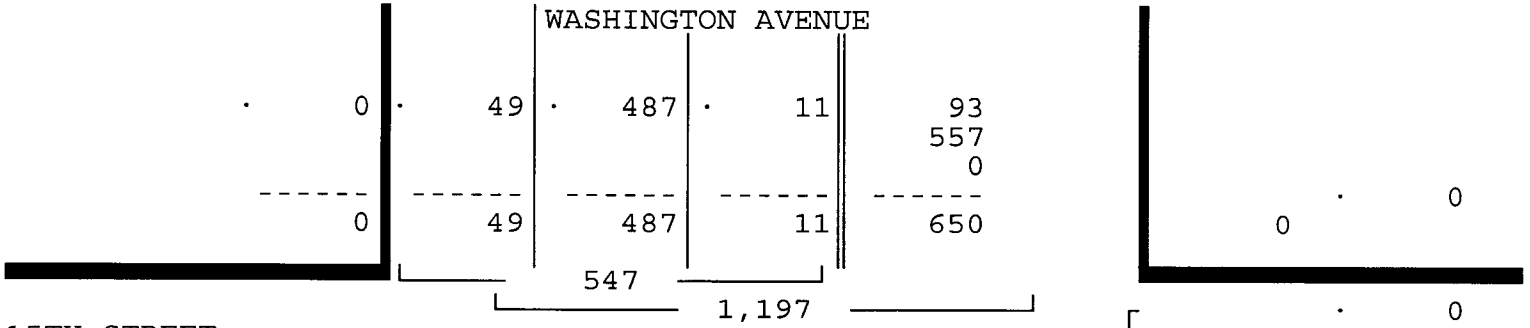 WASHINGTON AVENUE
· 0 · 49 · 487 · 11 93
557
0
------ ------ ------ ------ ------ · 0
0 49 487 11 650 0
547
1,197 · 0